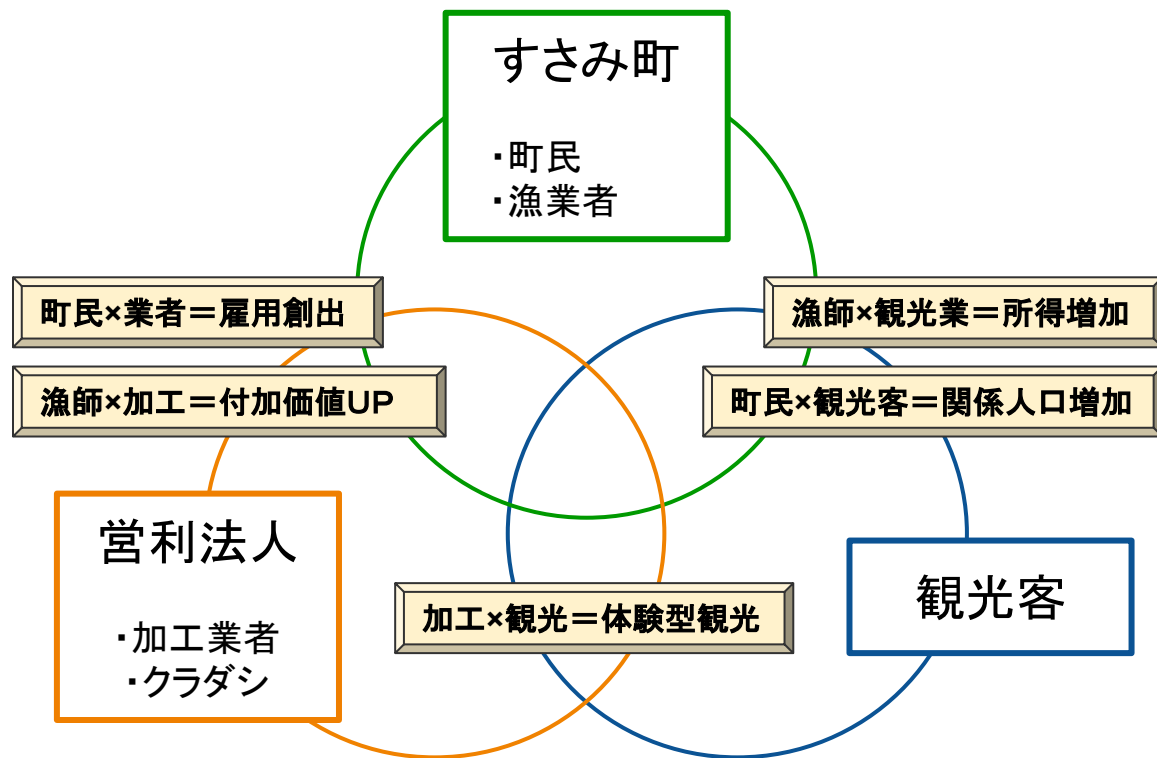 すさみ町
・町民
・漁業者
町民×業者＝雇用創出
漁師×観光業＝所得増加
漁師×加工＝付加価値UP
町民×観光客＝関係人口増加
営利法人
・加工業者
・クラダシ
加工×観光＝体験型観光
観光客